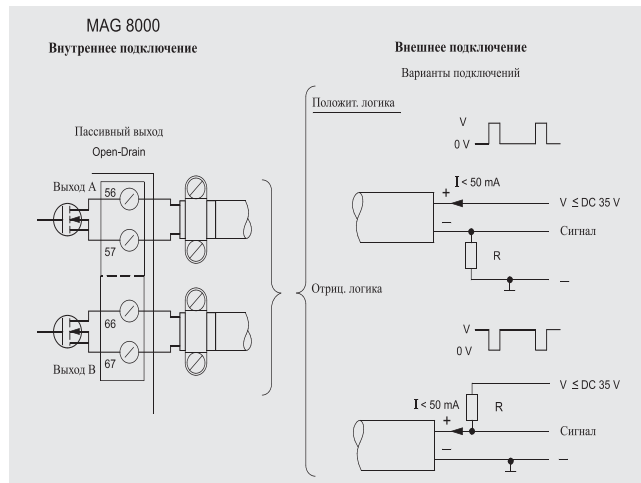 MAG 8000
Внутреннее подключение
Внешнее подключение
Варианты подключений
Положит. логика
V
0 V
Пассивный выход
Open-Drain
Выход A
56
57
66
67
Выход B
I < 50 mA
+
V ≤ DC 35 V
–
Сигнал
R
–
Отриц. логика
V
0 V
V ≤ DC 35 V
I < 50 mA
R
+
Сигнал
–
–